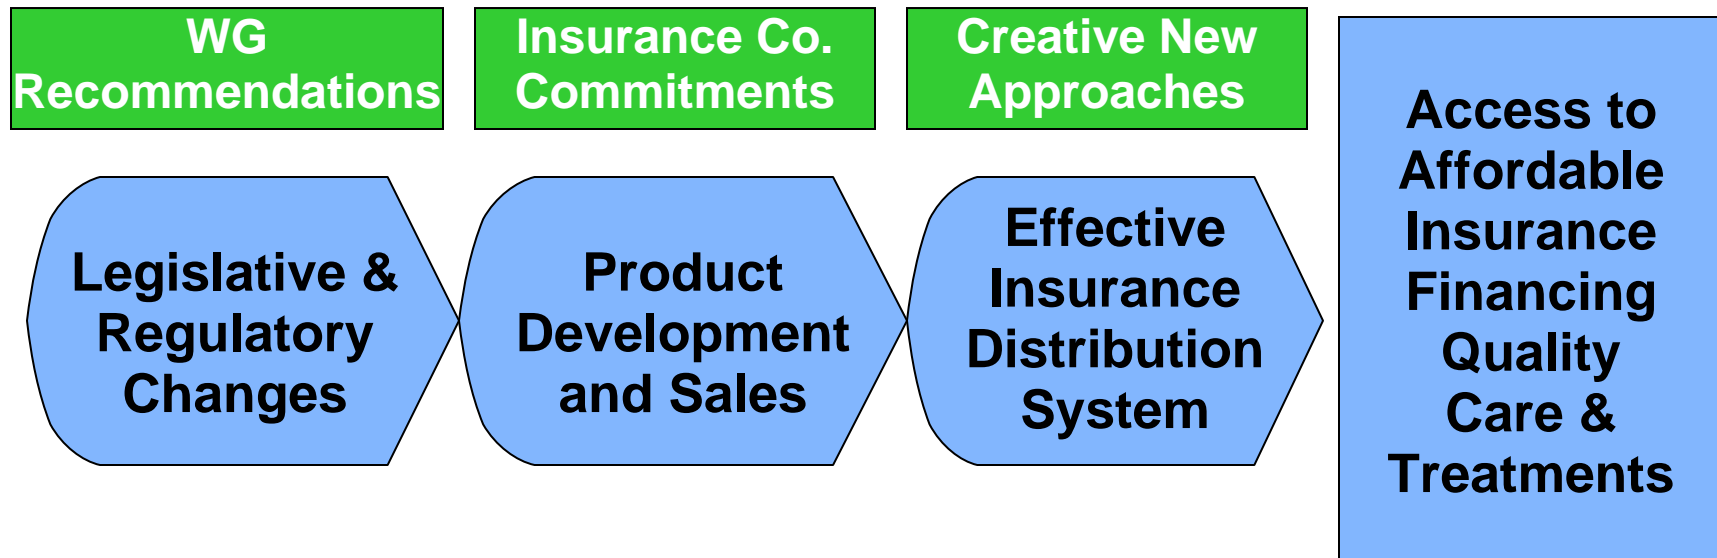 WG
Recommendations
Insurance Co.
Commitments
Creative New
Approaches
Legislative &
Regulatory
Changes
Product
Development
and Sales
Effective
Insurance
Distribution
System
Access to
Affordable
Insurance
Financing
Quality
Care &
Treatments